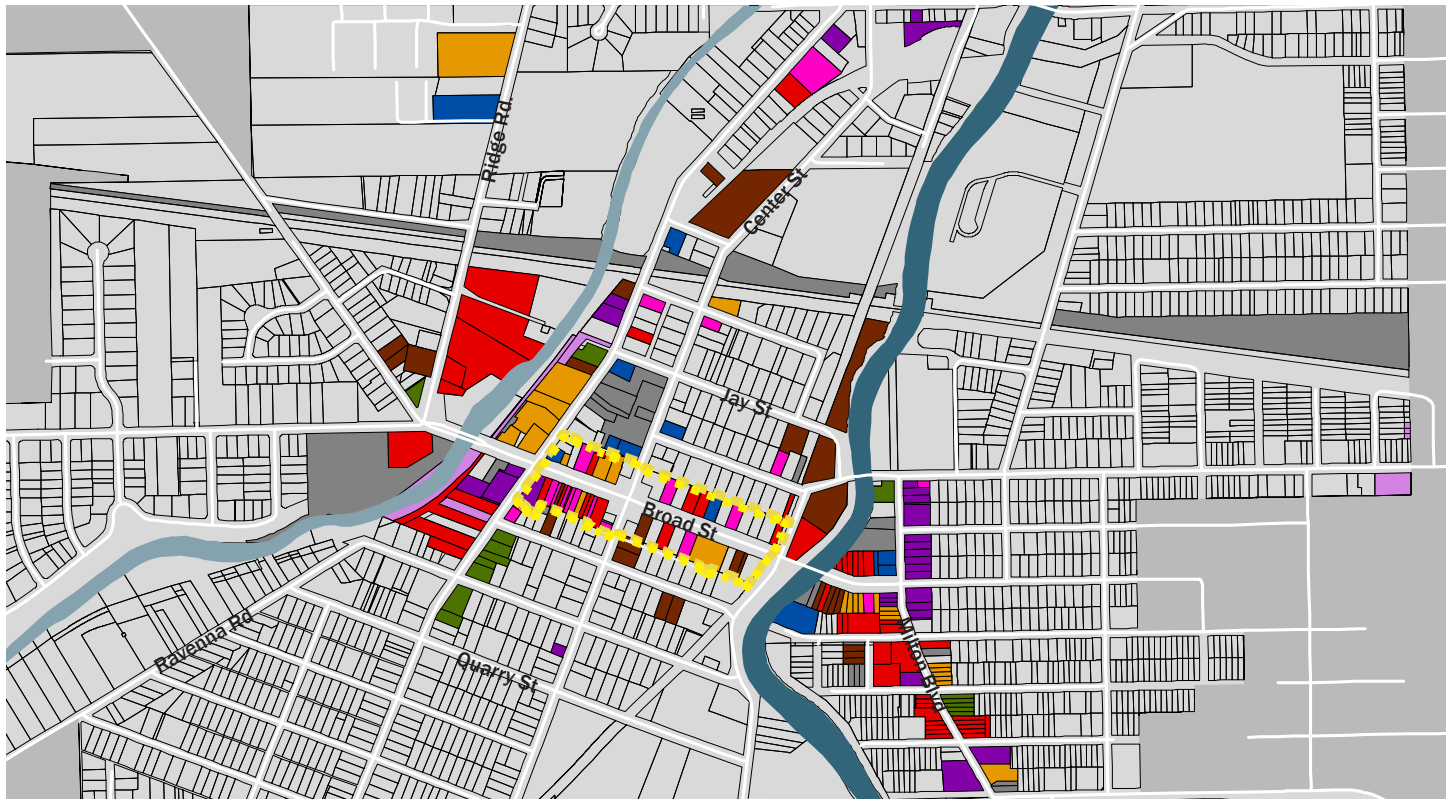 Ridge Rd.
Center St
Jay St
Broad St
Ravenna Rd
Quarry St
Milton Blvd